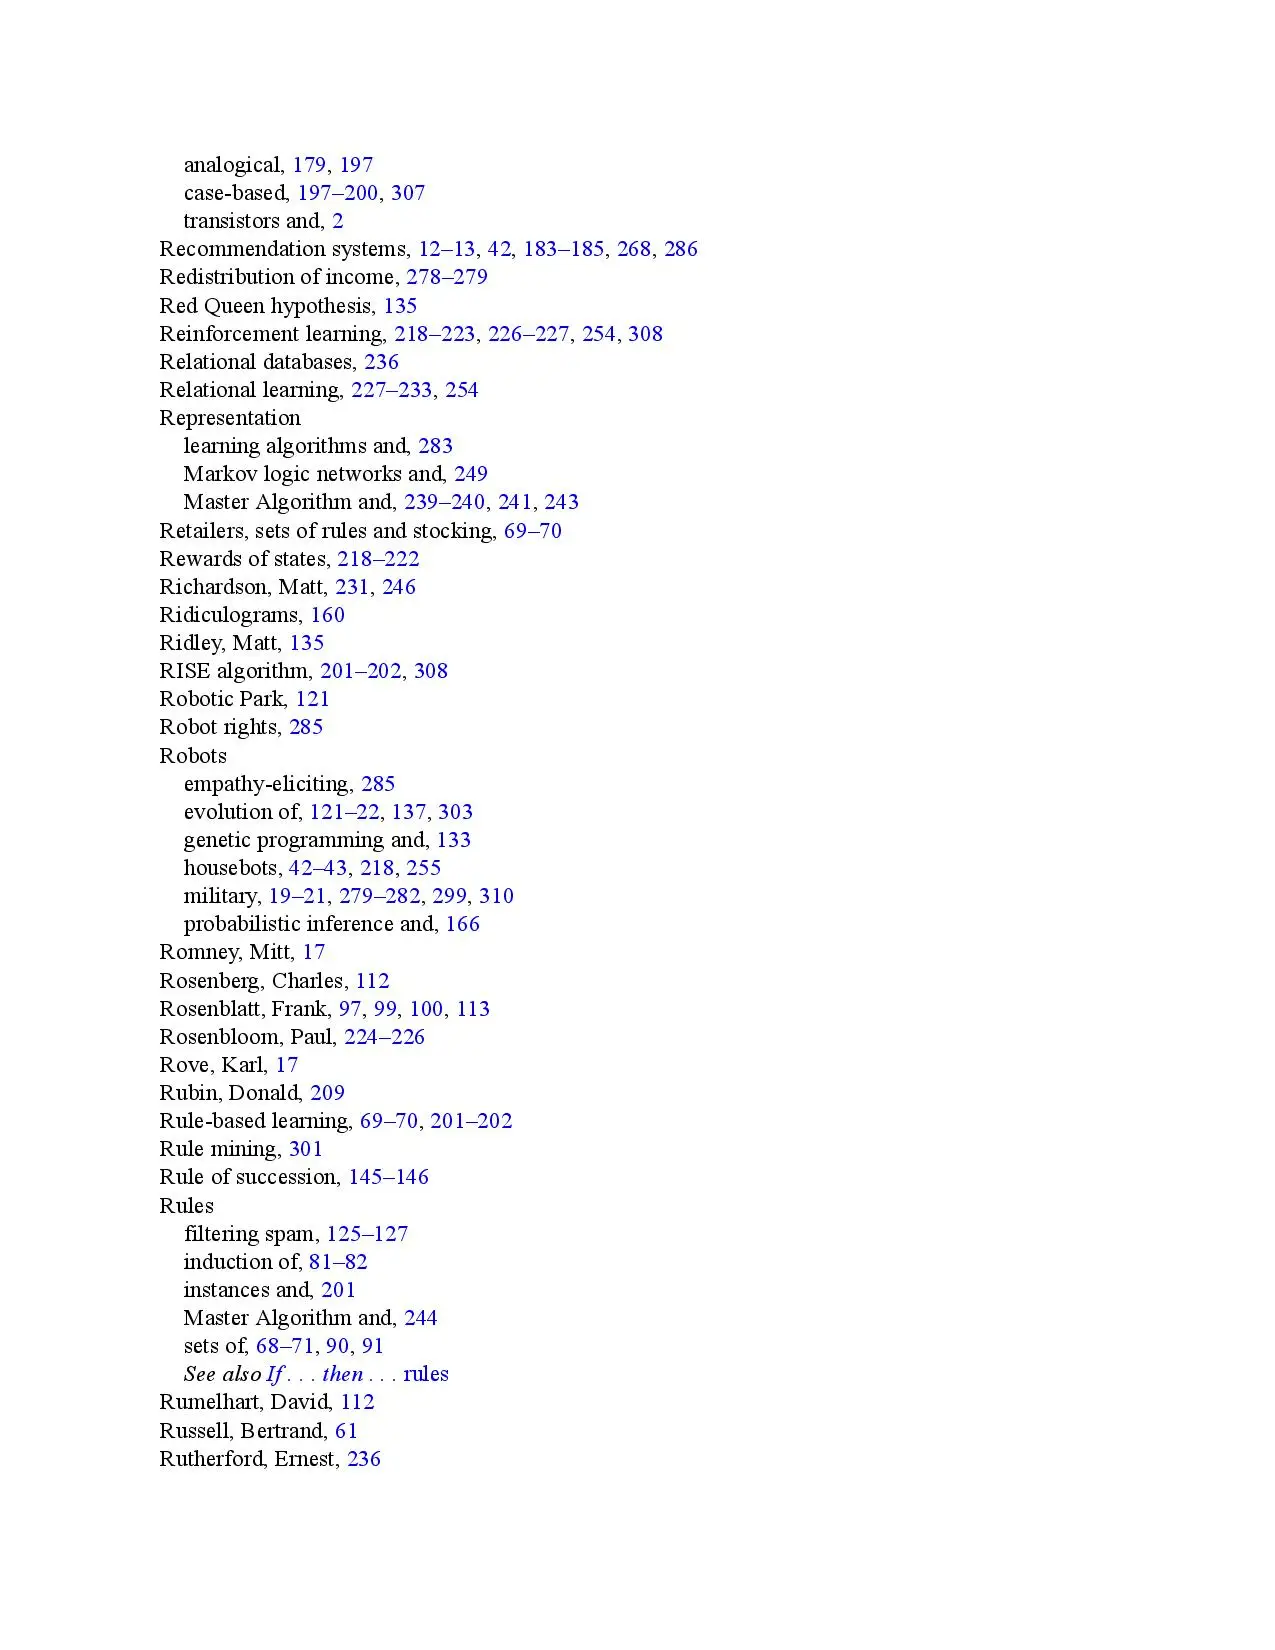 analogical, 179, 197
case-based, 197–200, 307
transistors and, 2
Recommendation systems, 12–13, 42, 183–185, 268, 286
Redistribution of income, 278–279
Red Queen hypothesis, 135
Reinforcement learning, 218–223, 226–227, 254, 308
Relational databases, 236
Relational learning, 227–233, 254
Representation
learning algorithms and, 283
Markov logic networks and, 249
Master Algorithm and, 239–240, 241, 243
Retailers, sets of rules and stocking, 69–70
Rewards of states, 218–222
Richardson, Matt, 231, 246
Ridiculograms, 160
Ridley, Matt, 135
RISE algorithm, 201–202, 308
Robotic Park, 121
Robot rights, 285
Robots
empathy-eliciting, 285
evolution of, 121–22, 137, 303
genetic programming and, 133
housebots, 42–43, 218, 255
military, 19–21, 279–282, 299, 310
probabilistic inference and, 166
Romney, Mitt, 17
Rosenberg, Charles, 112
Rosenblatt, Frank, 97, 99, 100, 113
Rosenbloom, Paul, 224–226
Rove, Karl, 17
Rubin, Donald, 209
Rule-based learning, 69–70, 201–202
Rule mining, 301
Rule of succession, 145–146
Rules
filtering spam, 125–127
induction of, 81–82
instances and, 201
Master Algorithm and, 244
sets of, 68–71, 90, 91
See also If . . . then . . . rules
Rumelhart, David, 112
Russell, Bertrand, 61
Rutherford, Ernest, 236